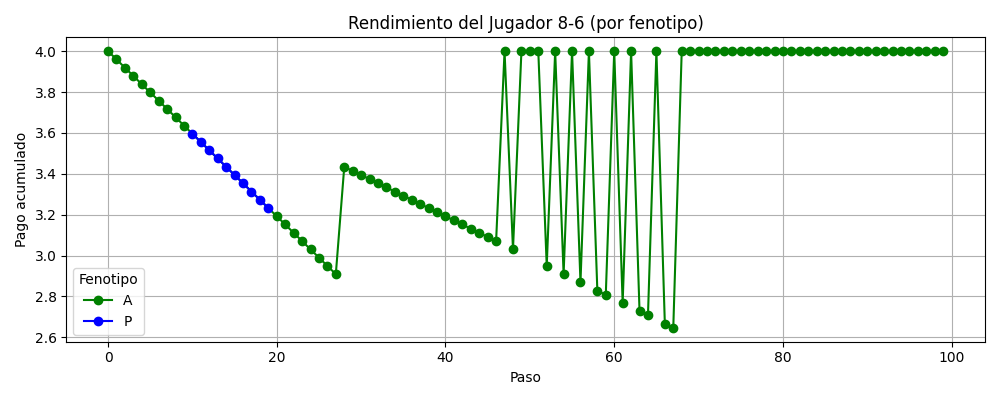 Rendimiento del Jugador 8-6 (por fenotipo)
Pago acumulado
4.0
3.8
3.6
3.4
3.2
3.0
2.8
2.6
Fenotipo
A
P
0 20 40 60 80 100
Paso